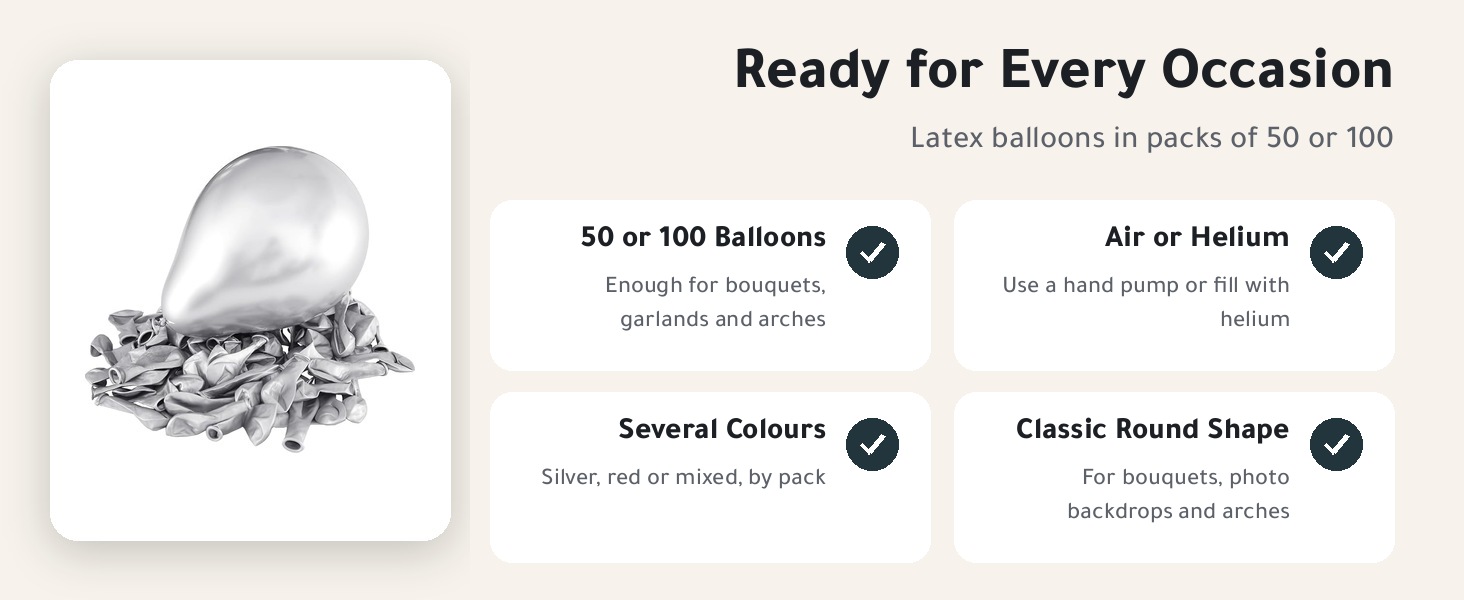 Ready for Every Occasion
Latex balloons in packs of 50 or 100
50 or 100 Balloons
Enough for bouquets,
garlands and arches
Air or Helium
Use a hand pump or fill with
helium
Several Colours
Silver, red or mixed, by pack
Classic Round Shape
For bouquets, photo
backdrops and arches